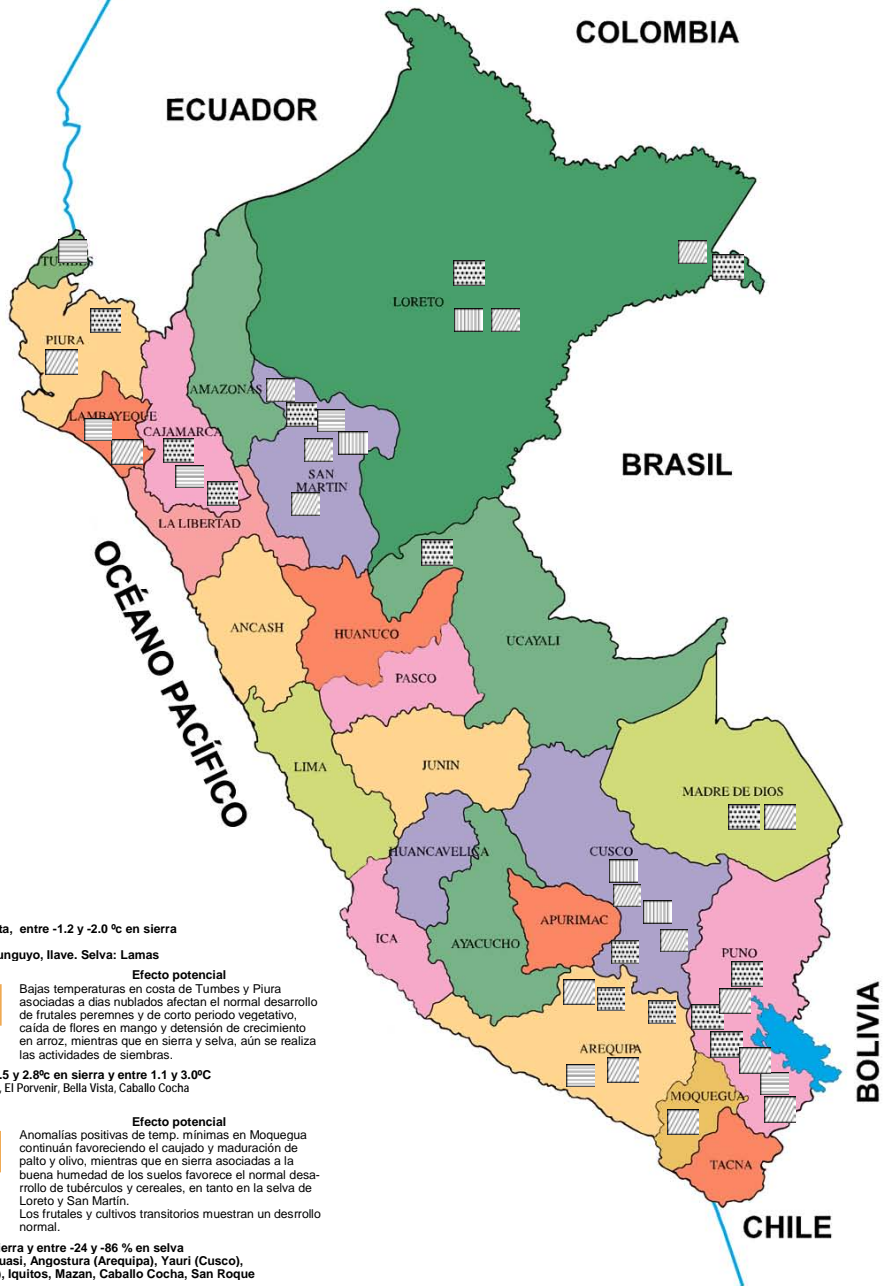 COLOMBIA
ECUADOR
TUMBES
LORETO
PIURA
AMAZONAS
LAMBAYEQUE
CAJAMARCA
BRASIL
SAN
MARTIN
LA LIBERTAD
OCÉANO PACÍFICO
ANCASH
HUANUCO
UCAYALI
PASCO
LIMA
JUNIN
MADRE DE DIOS
HUANCAVELICA
CUSCO
APURIMAC
ICA
AYACUCHO
PUNO
BOLIVIA
AREQUIPA
MOQUEGUA
TACNA
CHILE
ta, entre -1.2 y -2.0 ºc en sierra
unguyo, Ilave. Selva: Lamas
Efecto potencial
Bajas temperaturas en costa de Tumbes y Piura
asociadas a dias nublados afectan el normal desarrollo
de frutales peremnes y de corto periodo vegetativo,
caída de flores en mango y detensión de crecimiento
en arroz, mientras que en sierra y selva, aún se realiza
las actividades de siembras.
.5 y 2.8ºc en sierra y entre 1.1 y 3.0ºC
, El Porvenir, Bella Vista, Caballo Cocha
Efecto potencial
Anomalías positivas de temp. mínimas en Moquegua
continuán favoreciendo el caujado y maduración de
palto y olivo, mientras que en sierra asociadas a la
buena humedad de los suelos favorece el normal desa-
rrollo de tubérculos y cereales, en tanto en la selva de
Loreto y San Martín.
Los frutales y cultivos transitorios muestran un desrrollo
normal.
ierra y entre -24 y -86 % en selva
uasi, Angostura (Arequipa), Yauri (Cusco),
), Iquitos, Mazan, Caballo Cocha, San Roque